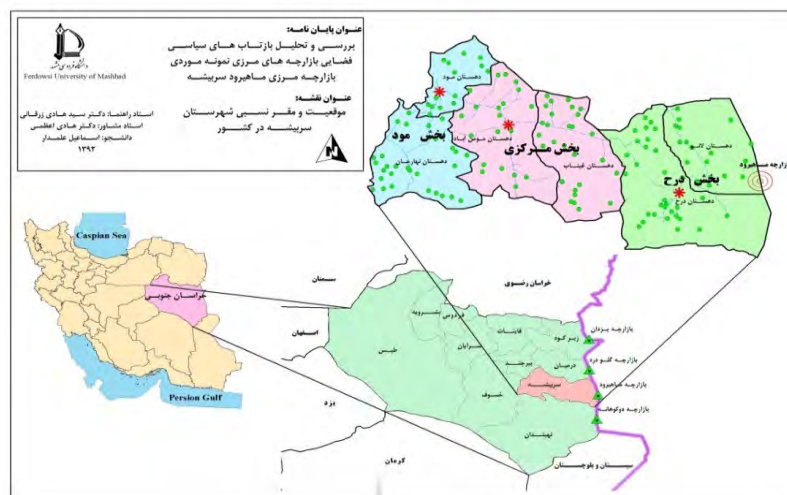 عنوان پایان نامه:
بررسی و تحلیل بازتاب های سیاسی
فضایی بازارچه های مرزی نمونه موردی
بازارچه مرزی ماهیرود سربیشه
عنوان نقشه:
موقعیت و مقر نسبی شهرستان
سربیشه در کشور
Ferdowsi University of Mashhad
استاد راهنما: دکتر سید هادی زرقانی
استاد مشاور: دکتر هادی اعظمی
دانشجو: اسماعیل علمدار
۱۳۹۲
N
دهستان مود
بخش مود
دهستان نهارجان
دهستان مومن آباد
بخش مرکزی
دهستان غیناب
دهستان لانو
بازارچه ماهیرود
بخش درح
دهستان درح
Caspian Sea
خراسان جنوبی
Persian Gulf
سمنان
خراسان رضوی
اصفهان
یزد
کرمان
سیستان و بلوچستان
بشرویه
فردوس
طبس
سرایان
قاینات
زیرکوه
بیرجند
درمیان
سربیشه
خوسف
نهبندان
بازارچه یزدان
بازارچه گلو درد
بازارچه ماهیرود
بازارچه دوکوهانه